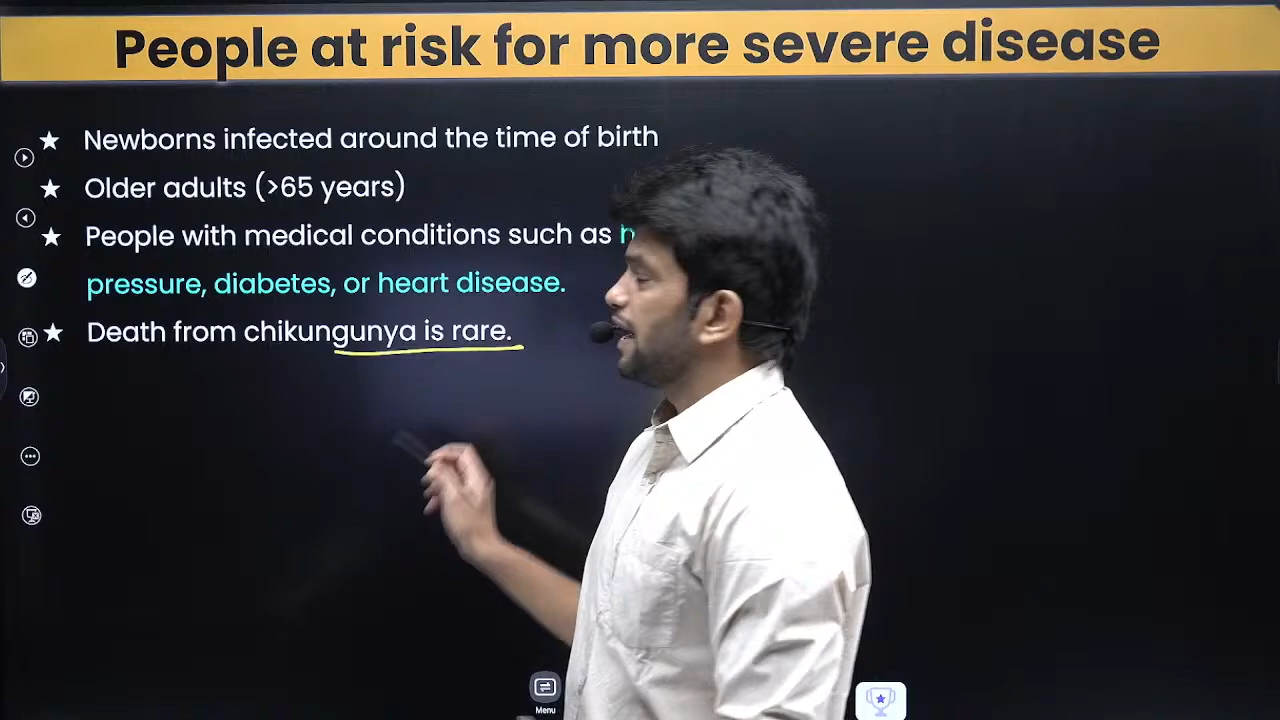 People at risk for more severe disease
★ Newborns infected around the time of birth
★ Older adults (>65 years)
★ People with medical conditions such as
pressure, diabetes, or heart disease.
★ Death from chikungunya is rare.
Menu